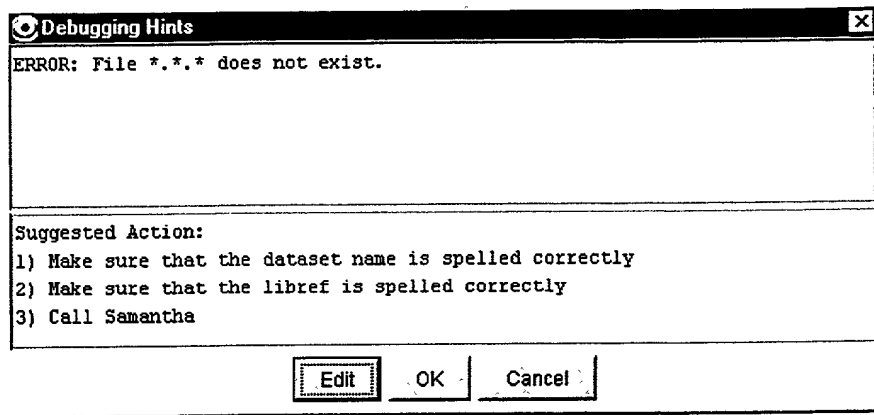 Debugging Hints
ERROR: File *.*.* does not exist.
Suggested Action:
1) Make sure that the dataset name is spelled correctly
2) Make sure that the libref is spelled correctly
3) Call Samantha
Edit OK Cancel